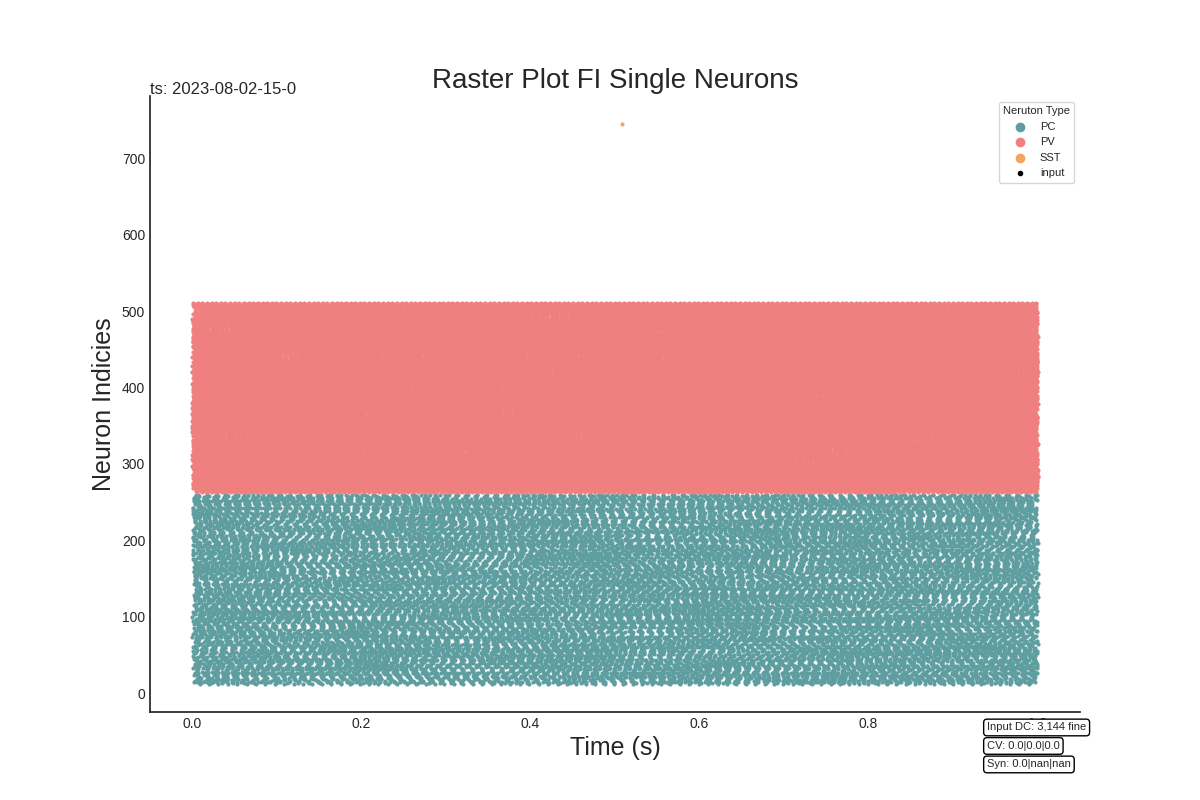 Raster Plot FI Single Neurons
ts: 2023-08-02-15-0
Neruton Type
PC
PV
SST
input
700
600
500
400
300
200
100
0
Neuron Indicies
0.0 0.2 0.4 0.6 0.8
Time (s)
Input DC: 3,144 fine
CV: 0.0|0.0|0.0
Syn: 0.0|nan|nan